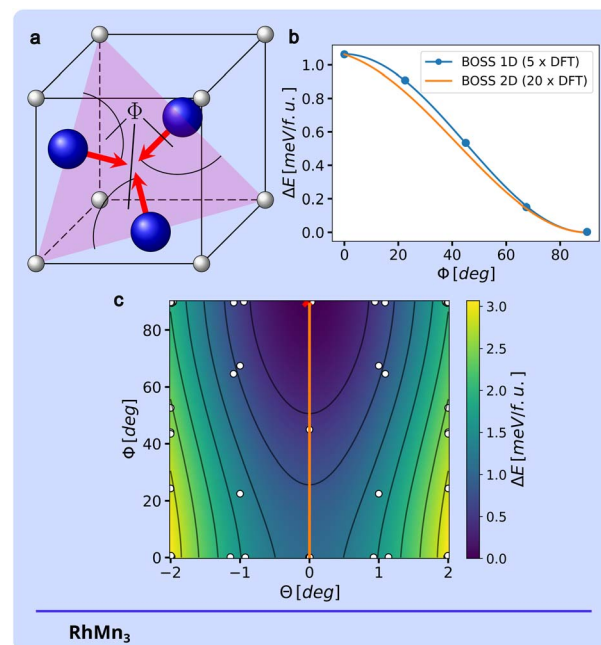 a
Φ
b
1.0
0.8
0.6
0.4
0.2
0.0
ΔE [meV/f. u.]
BOSS 1D (5 x DFT)
BOSS 2D (20 x DFT)
0
20
40
60
80
Φ [deg]
c
80
60
40
20
0
Φ [deg]
−2
−1
0
1
2
Θ [deg]
3.0
2.5
2.0
1.5
1.0
0.5
0.0
ΔE [meV/f. u.]
RhMn₃